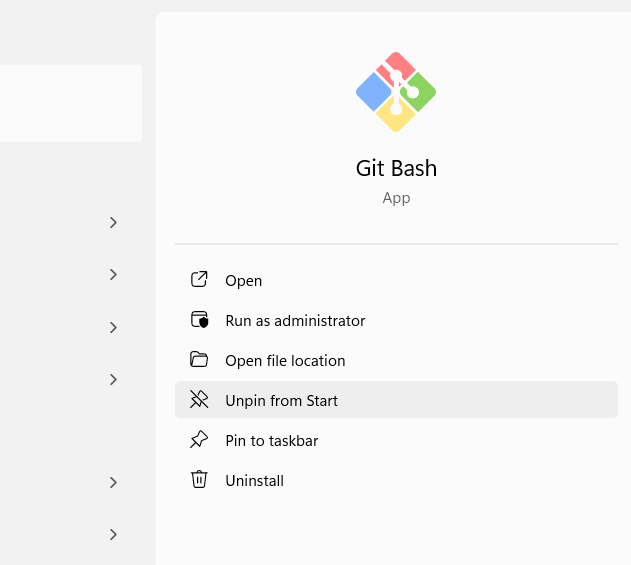 Git Bash
App
Open
Run as administrator
Open file location
Unpin from Start
Pin to taskbar
Uninstall